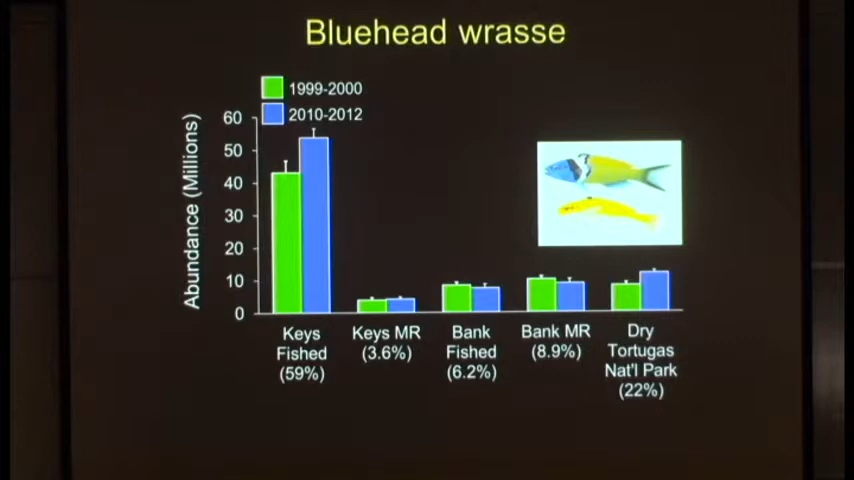 Bluehead wrasse
1999-2000
2010-2012
Abundance (Millions)
60
50
40
30
20
10
0
Keys
Fished
(59%)
Keys MR
(3.6%)
Bank
Fished
(6.2%)
Bank MR
(8.9%)
Dry
Tortugas
Nat'l Park
(22%)